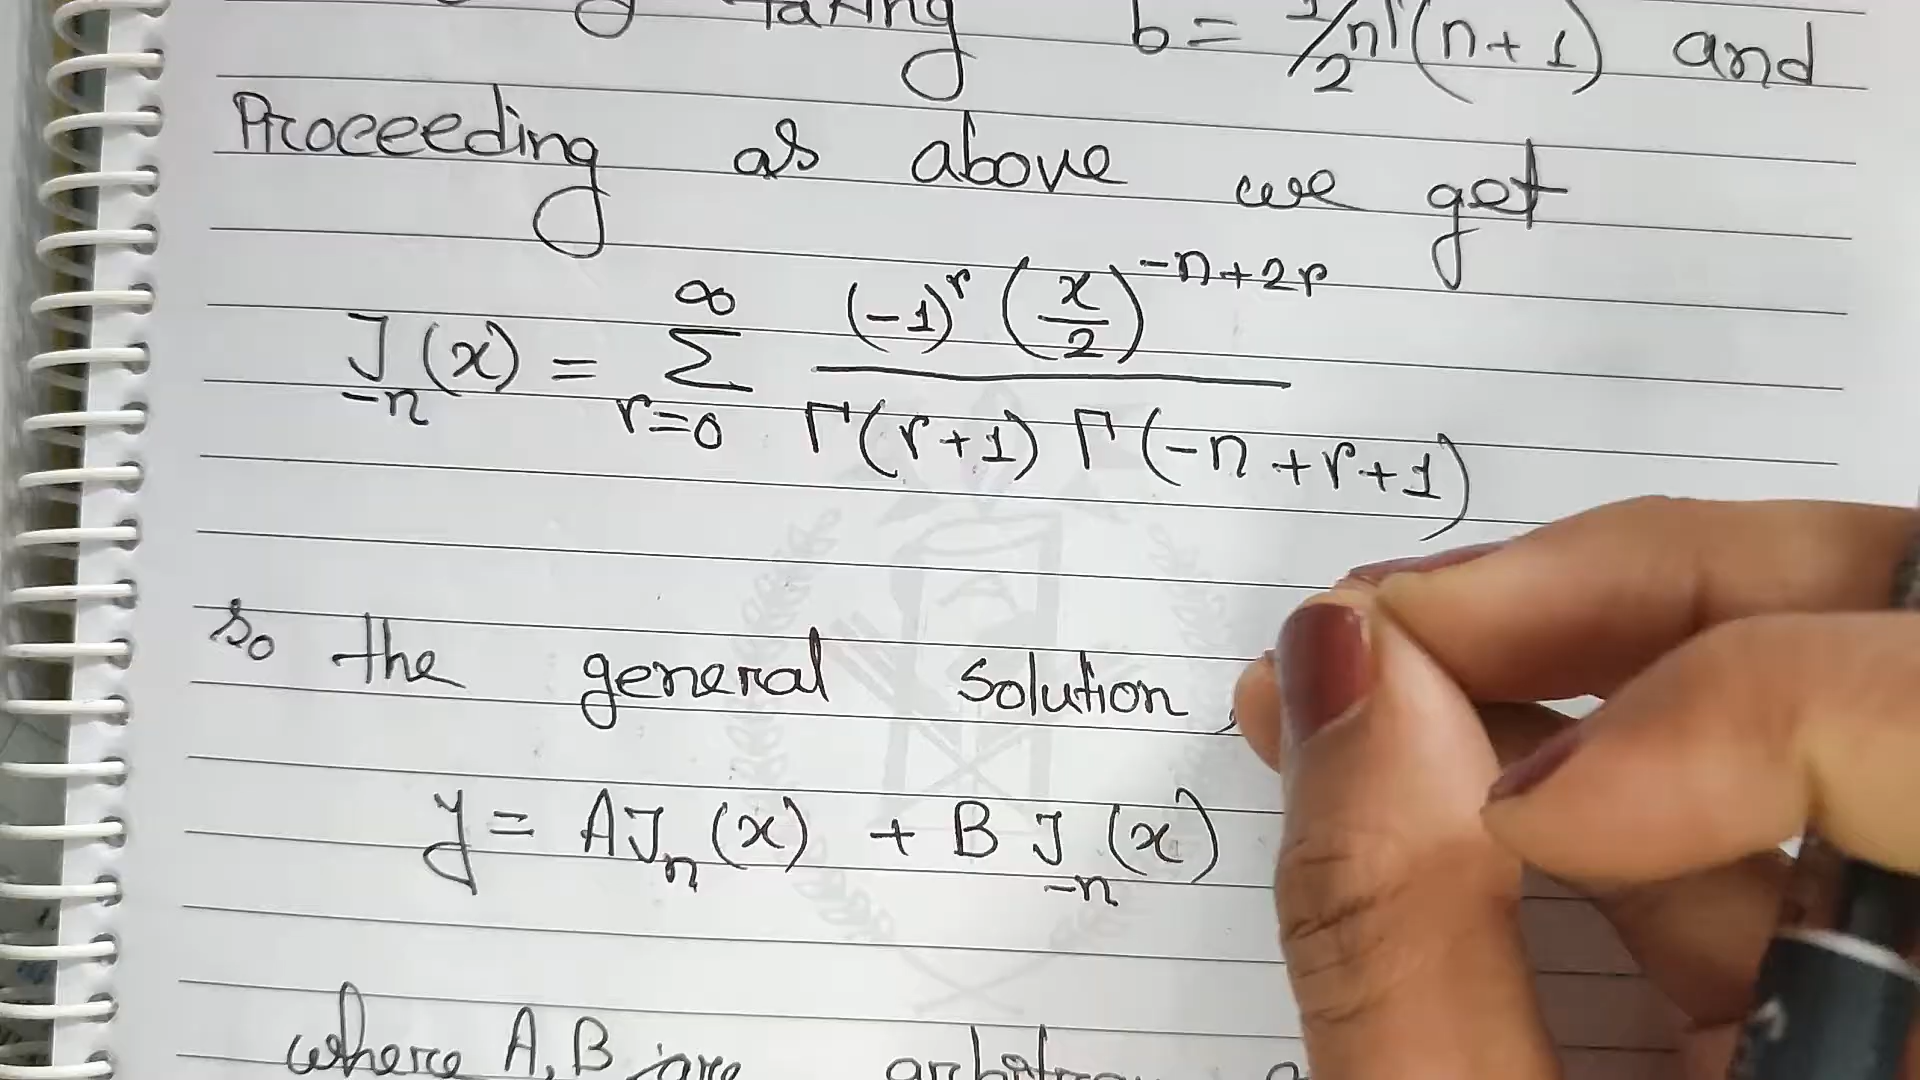 taking b = 1/2ⁿΓ(n+1) and
Proceeding as above we get
J₋ₙ(x) = Σ_{r=0}^{∞} (-1)^r (x/2)^{-n+2r} / Γ(r+1) Γ(-n+r+1)
so the general solution,
y = AJₙ(x) + BJ₋ₙ(x)
where A, B are